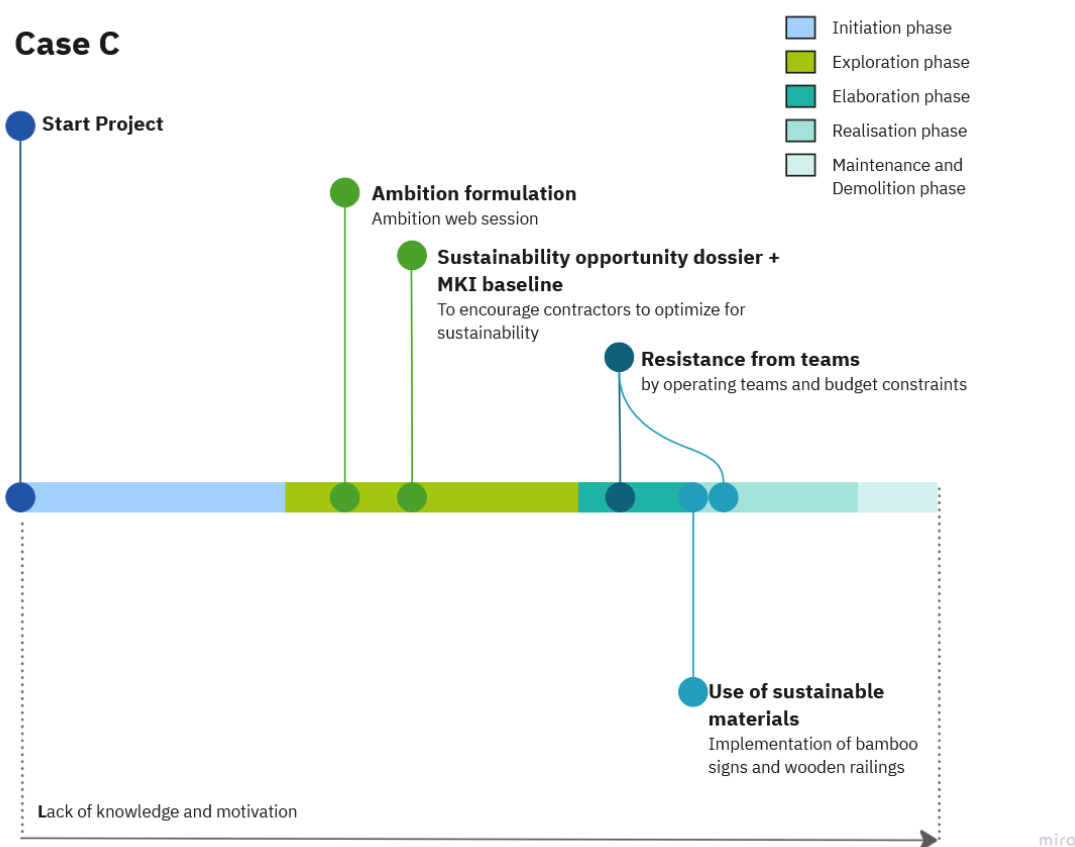 Case C
Initiation phase
Exploration phase
Elaboration phase
Realisation phase
Maintenance and
Demolition phase
Start Project
Ambition formulation
Ambition web session
Sustainability opportunity dossier +
MKI baseline
To encourage contractors to optimize for
sustainability
Resistance from teams
by operating teams and budget constraints
Use of sustainable
materials
Implementation of bamboo
signs and wooden railings
Lack of knowledge and motivation
miro